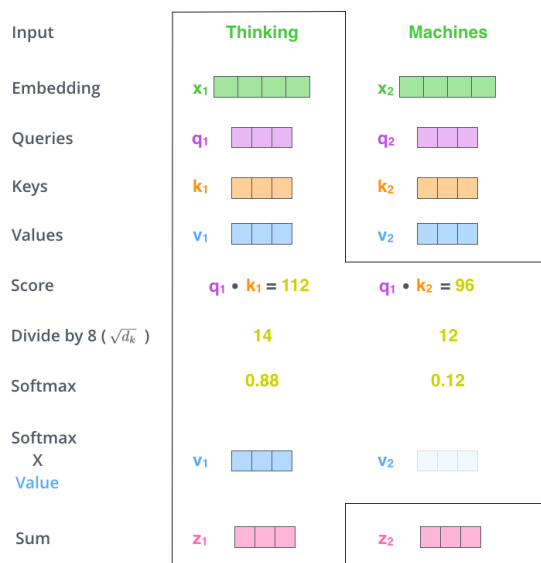 Input Thinking Machines
Embedding x₁ x₂
Queries q₁ q₂
Keys k₁ k₂
Values v₁ v₂
Score q₁ • k₁ = 112 q₁ • k₂ = 96
Divide by 8 ( √dₖ ) 14 12
Softmax 0.88 0.12
Softmax
X v₁ v₂
Value
Sum z₁ z₂